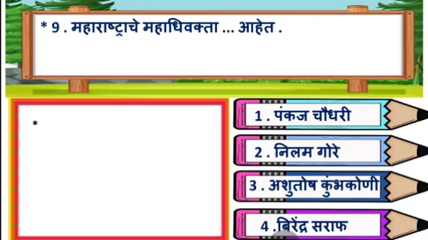 * 9 . महाराष्ट्राचे महाधिवक्ता ... आहेत .
*
1 . पंकज चौधरी
2 . निलम गोरे
3 . अशुतोष कुंभकोणी
4 .बिरेंद्र सराफ